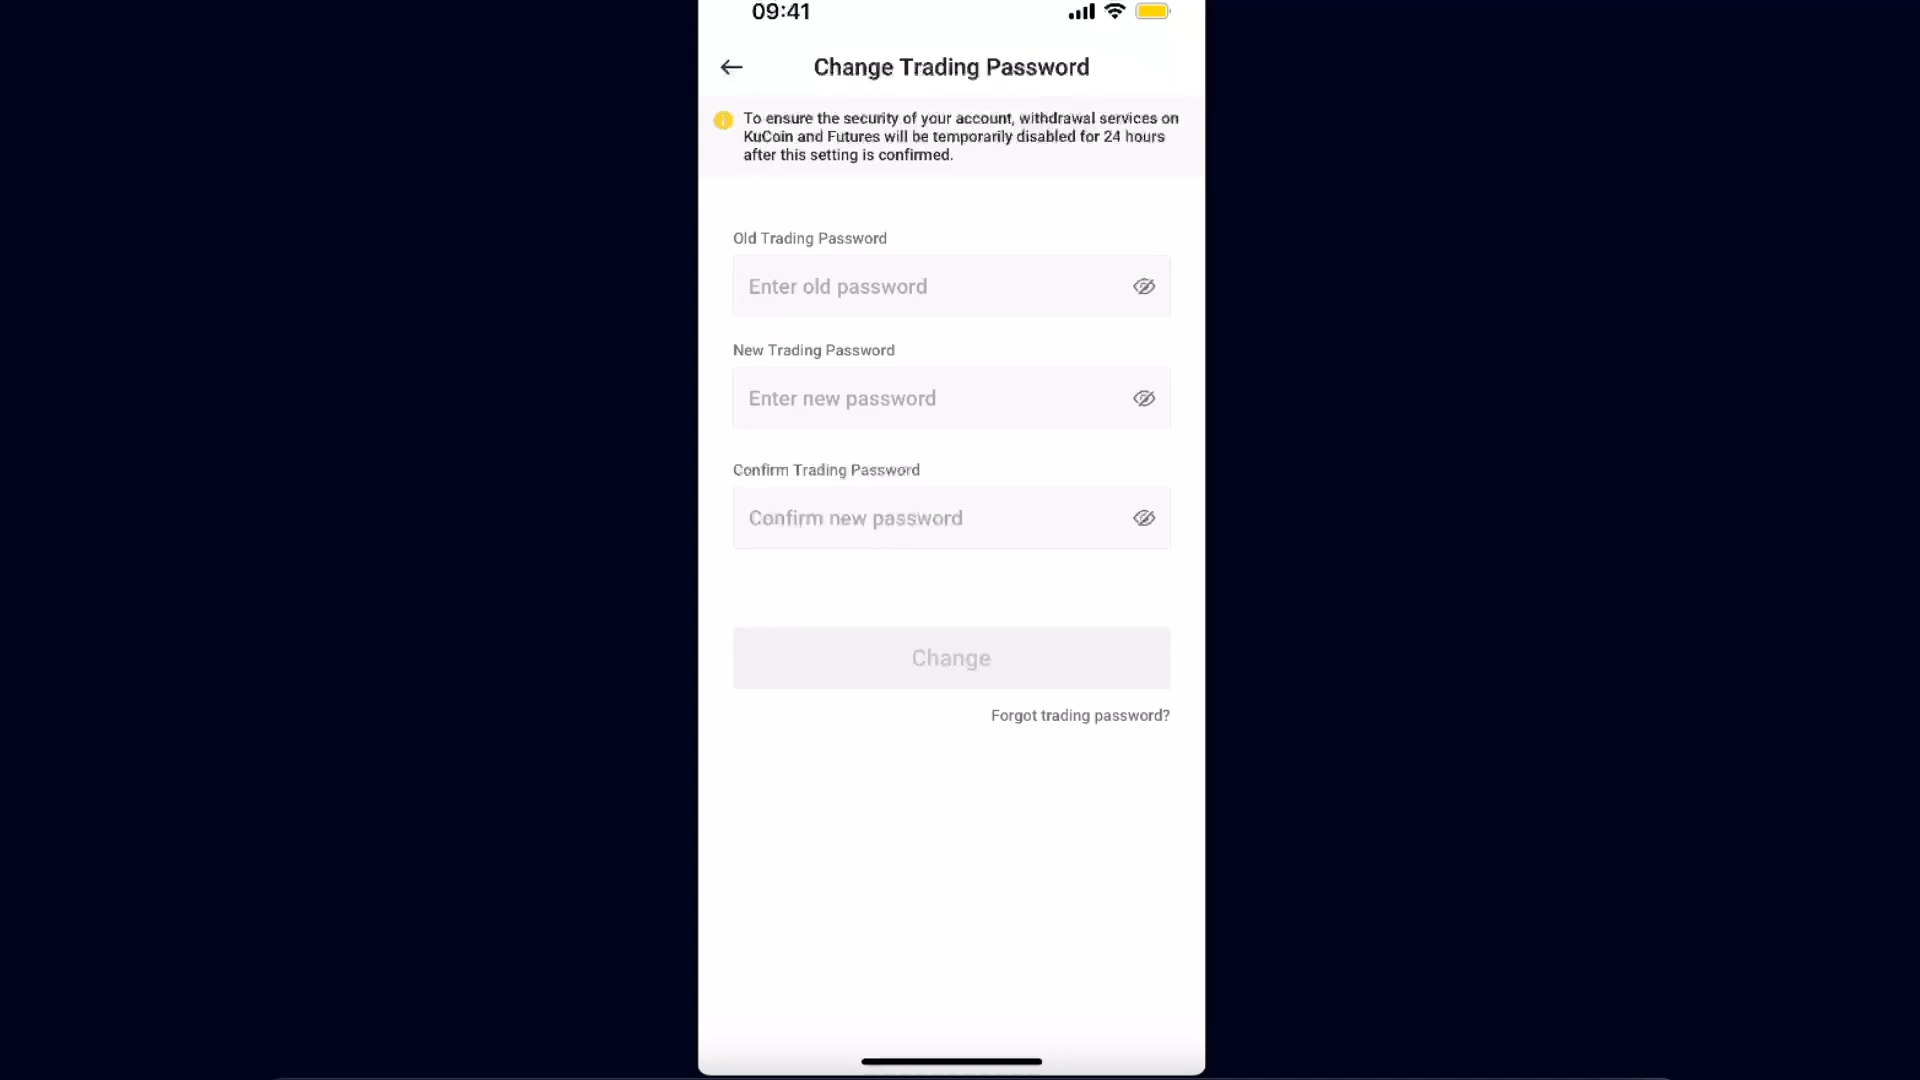 09:41
Change Trading Password
To ensure the security of your account, withdrawal services on
KuCoin and Futures will be temporarily disabled for 24 hours
after this setting is confirmed.
Old Trading Password
Enter old password
New Trading Password
Enter new password
Confirm Trading Password
Confirm new password
Change
Forgot trading password?